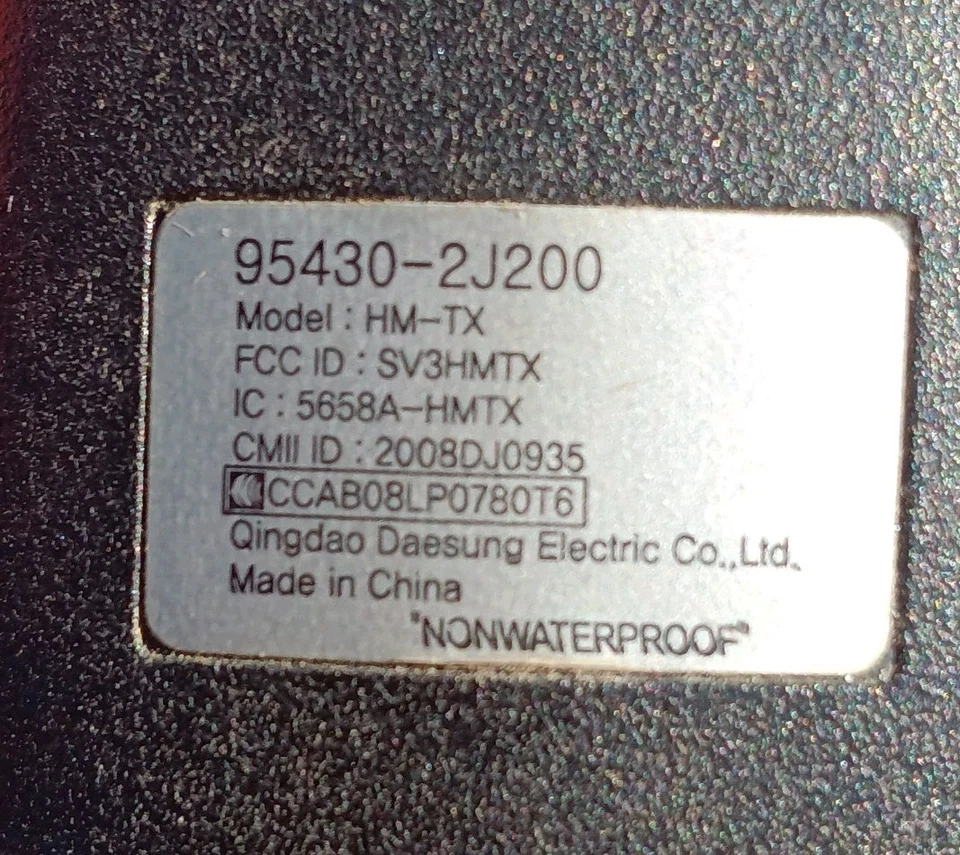 95430-2J200
Model : HM-TX
FCC ID : SV3HMTX
IC : 5658A-HMTX
CMII ID : 2008DJ0935
CCAB08LP0780T6
Qingdao Daesung Electric Co.,Ltd.
Made in China
"NONWATERPROOF"